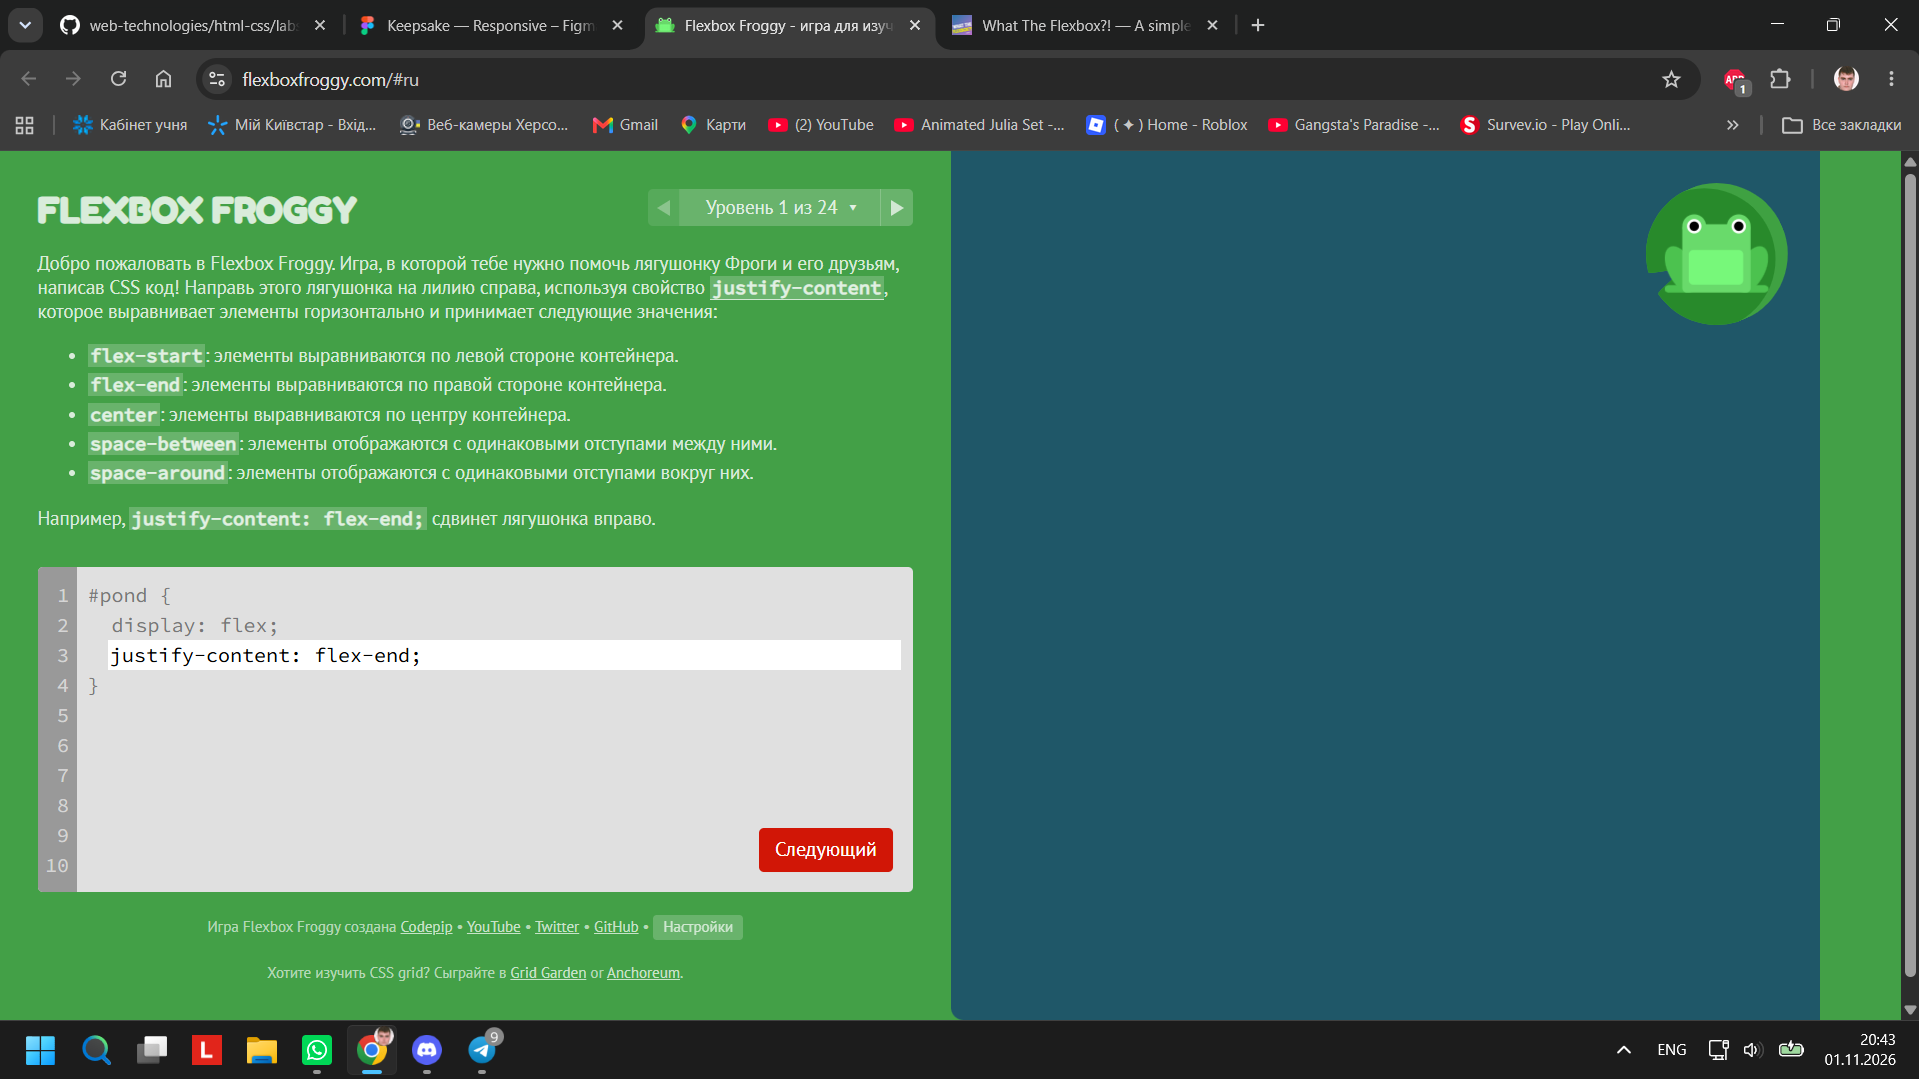 web-technologies/html-css/lab
Keepsake — Responsive – Figm
Flexbox Froggy - игра для изуч
What The Flexbox?! — A simple
flexboxfroggy.com/#ru
1
Кабінет учня
Мій Київстар - Вхід...
Веб-камеры Херсо...
Gmail
Карти
(2) YouTube
Animated Julia Set -...
( ✦ ) Home - Roblox
Gangsta's Paradise -...
Survev.io - Play Onli...
Все закладки
FLEXBOX FROGGY
Уровень 1 из 24
Добро пожаловать в Flexbox Froggy. Игра, в которой тебе нужно помочь лягушонку Фроги и его друзьям,
написав CSS код! Направь этого лягушонка на лилию справа, используя свойство justify-content,
которое выравнивает элементы горизонтально и принимает следующие значения:
• flex-start: элементы выравниваются по левой стороне контейнера.
• flex-end: элементы выравниваются по правой стороне контейнера.
• center: элементы выравниваются по центру контейнера.
• space-between: элементы отображаются с одинаковыми отступами между ними.
• space-around: элементы отображаются с одинаковыми отступами вокруг них.
Например, justify-content: flex-end; сдвинет лягушонка вправо.
1 #pond {
2 display: flex;
3 justify-content: flex-end;
4 }
5
6
7
8
9
10
Следующий
Игра Flexbox Froggy создана Codepip • YouTube • Twitter • GitHub • Настройки
Хотите изучить CSS grid? Сыграйте в Grid Garden or Anchoreum.
L
9
ENG
20:43
01.11.2026